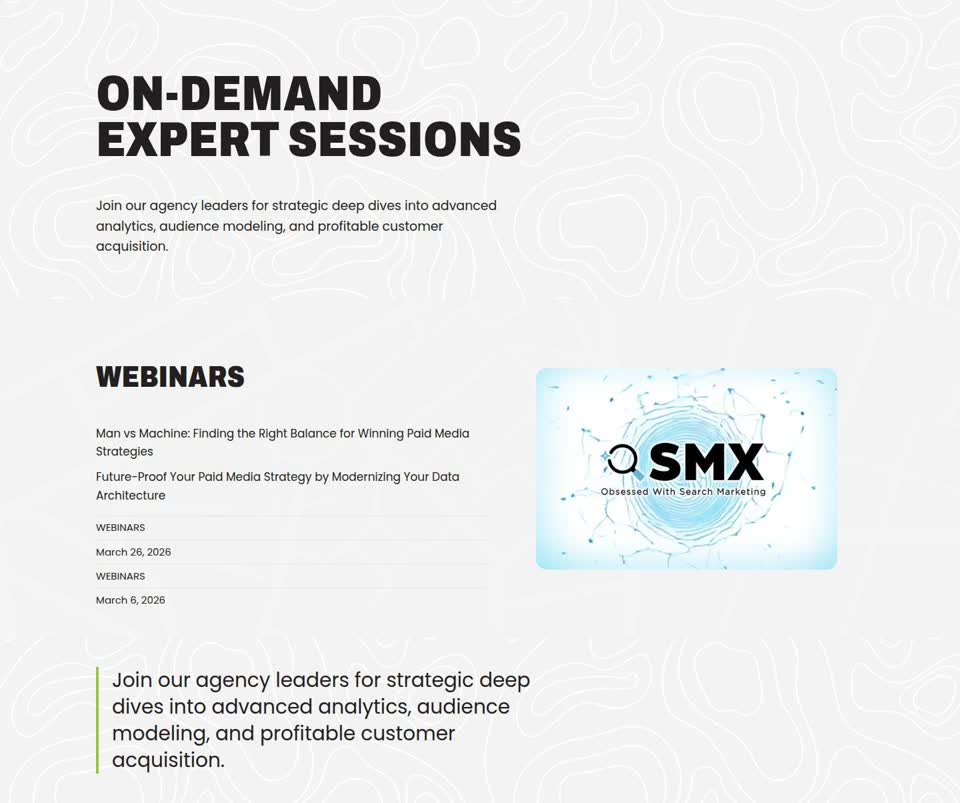 ON-DEMAND
EXPERT SESSIONS
Join our agency leaders for strategic deep dives into advanced
analytics, audience modeling, and profitable customer
acquisition.
WEBINARS
Man vs Machine: Finding the Right Balance for Winning Paid Media
Strategies
Future-Proof Your Paid Media Strategy by Modernizing Your Data
Architecture
WEBINARS
March 26, 2026
WEBINARS
March 6, 2026
SMX
Obsessed With Search Marketing
Join our agency leaders for strategic deep
dives into advanced analytics, audience
modeling, and profitable customer
acquisition.